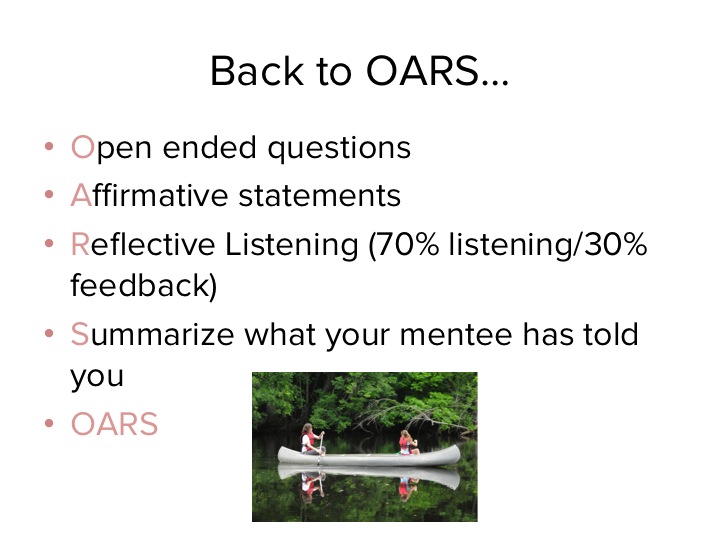 Back to OARS...
• Open ended questions
• Affirmative statements
• Reflective Listening (70% listening/30%
feedback)
• Summarize what your mentee has told
you
• OARS